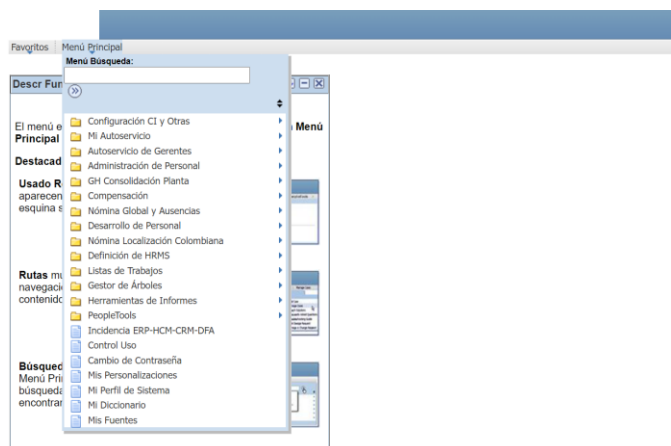 Favoritos
Menú Principal
Menú Búsqueda:
Descr Fun
Configuración CI y Otras
El menú e
n Menú
Mi Autoservicio
Principal
Autoservicio de Gerentes
Destacad
Administración de Personal
GH Consolidación Planta
Usado R
Compensación
aparecen
Nómina Global y Ausencias
esquina s
Desarrollo de Personal
Nómina Localización Colombiana
Definición de HRMS
Listas de Trabajos
Rutas mu
Gestor de Árboles
navegaci
Herramientas de Informes
contenido
PeopleTools
Incidencia ERP-HCM-CRM-DFA
Control Uso
Cambio de Contraseña
Búsqued
Mis Personalizaciones
Menú Prin
Mi Perfil de Sistema
búsqueda
Mi Diccionario
encontrar
Mis Fuentes